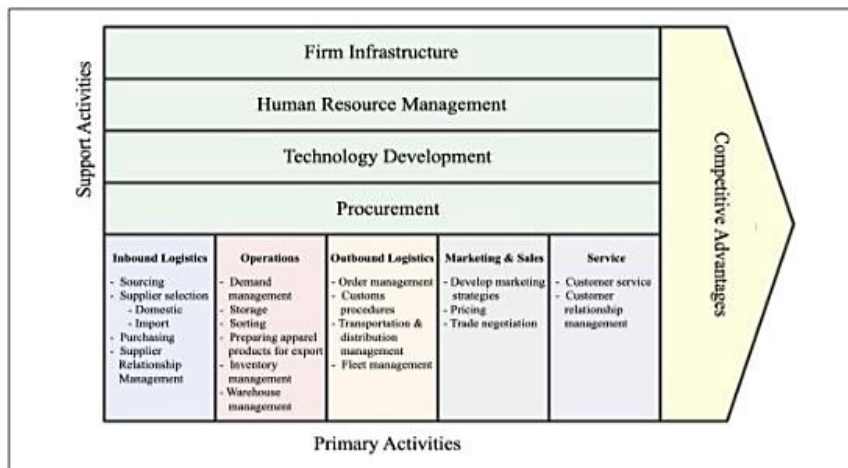 Support Activities
Firm Infrastructure
Human Resource Management
Technology Development
Procurement
Competitive Advantages
Inbound Logistics
- Sourcing
- Supplier selection
- Domestic
- Import
- Purchasing
- Supplier
Relationship
Management
Operations
- Demand
management
- Storage
- Sorting
- Preparing apparel
products for export
- Inventory
management
- Warehouse
management
Outbound Logistics
- Order management
- Customs
procedures
- Transportation &
distribution
management
- Fleet management
Marketing & Sales
- Develop marketing
strategies
- Pricing
- Trade negotiation
Service
- Customer service
- Customer
relationship
management
Primary Activities